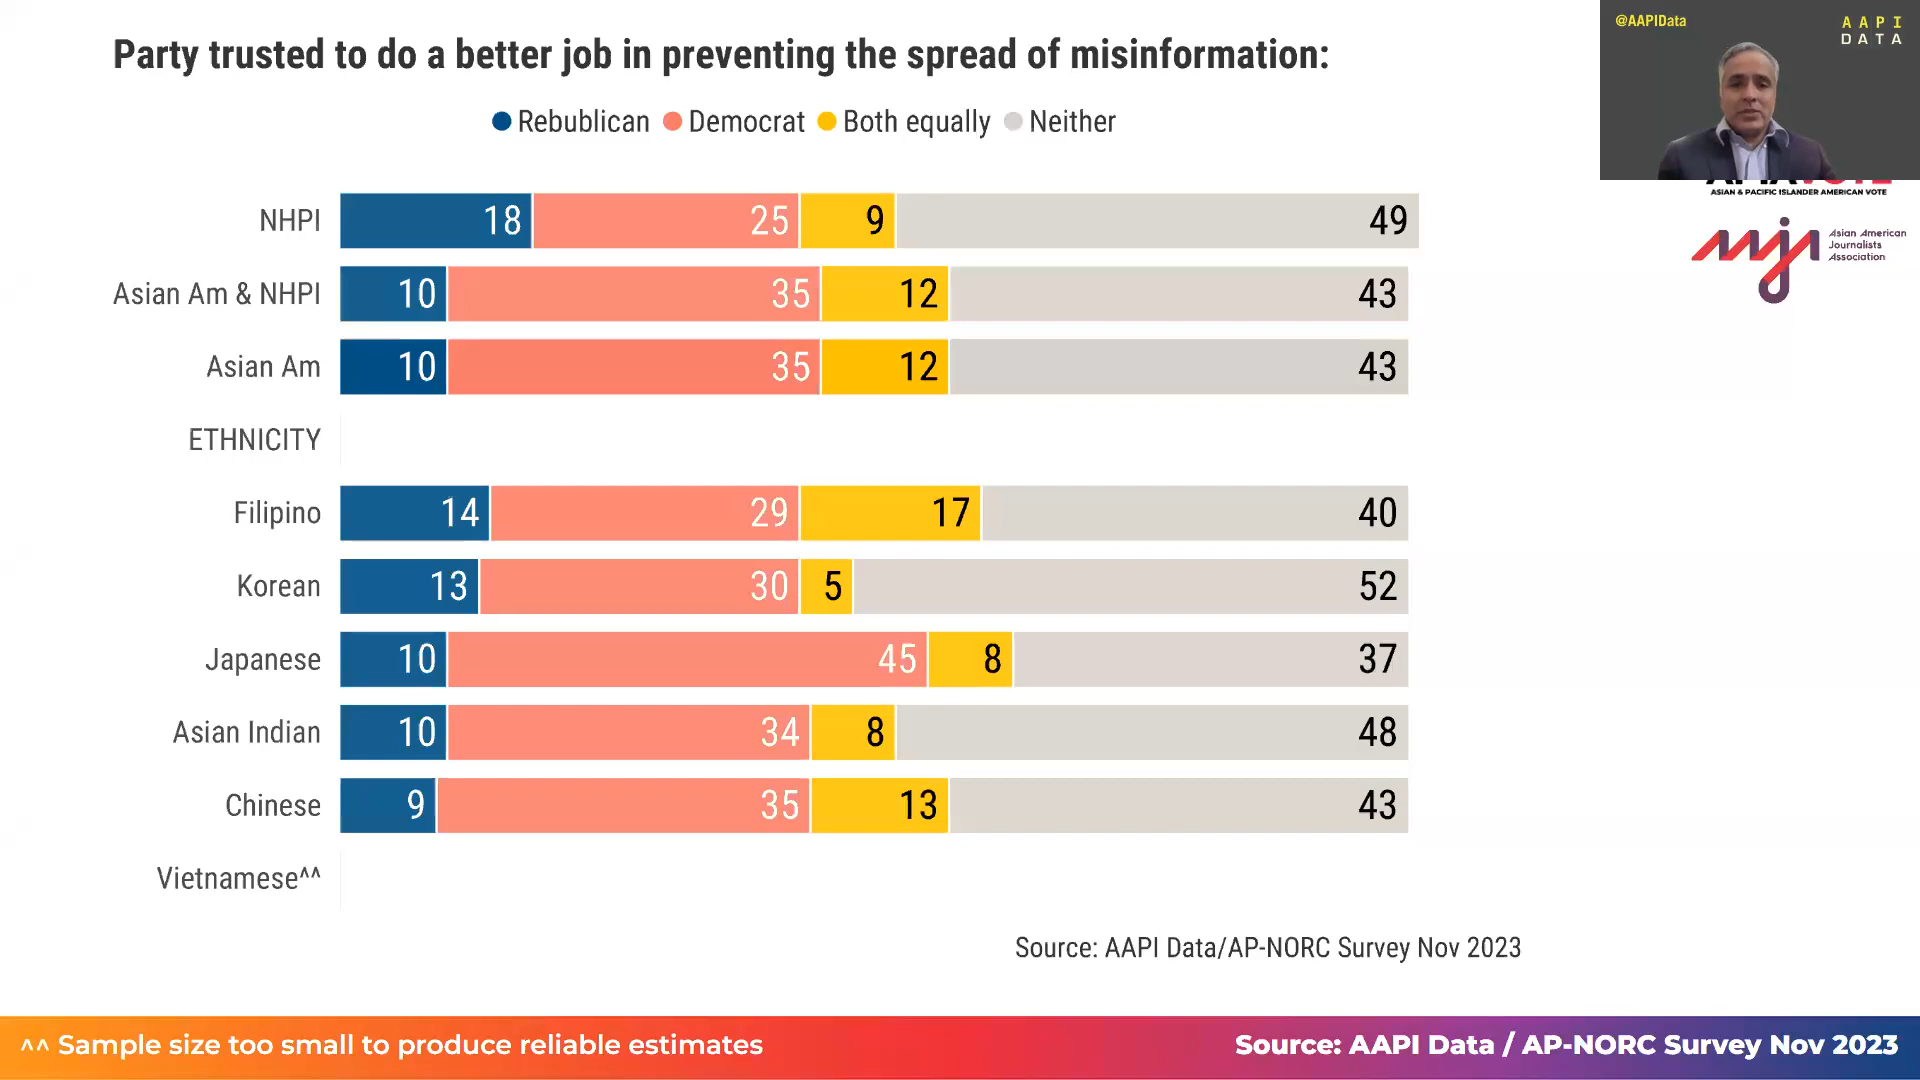 Party trusted to do a better job in preventing the spread of misinformation:
Rebublican Democrat Both equally Neither
NHPI 18 25 9 49
Asian Am & NHPI 10 35 12 43
Asian Am 10 35 12 43
ETHNICITY
Filipino 14 29 17 40
Korean 13 30 5 52
Japanese 10 45 8 37
Asian Indian 10 34 8 48
Chinese 9 35 13 43
Vietnamese^^
Source: AAPI Data/AP-NORC Survey Nov 2023
^^ Sample size too small to produce reliable estimates
Source: AAPI Data / AP-NORC Survey Nov 2023
@AAPIData
AAPI
DATA
ASIAN & PACIFIC ISLANDER AMERICAN VOTE
Asian American
Journalists
Association